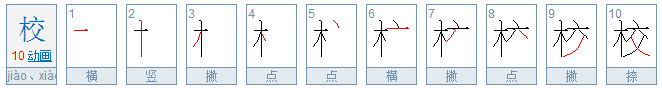 校
10 动画
jiào、xiào
1 2 3 4 5 6 7 8 9 10
横 竖 撇 点 点 横 撇 点 撇 捺